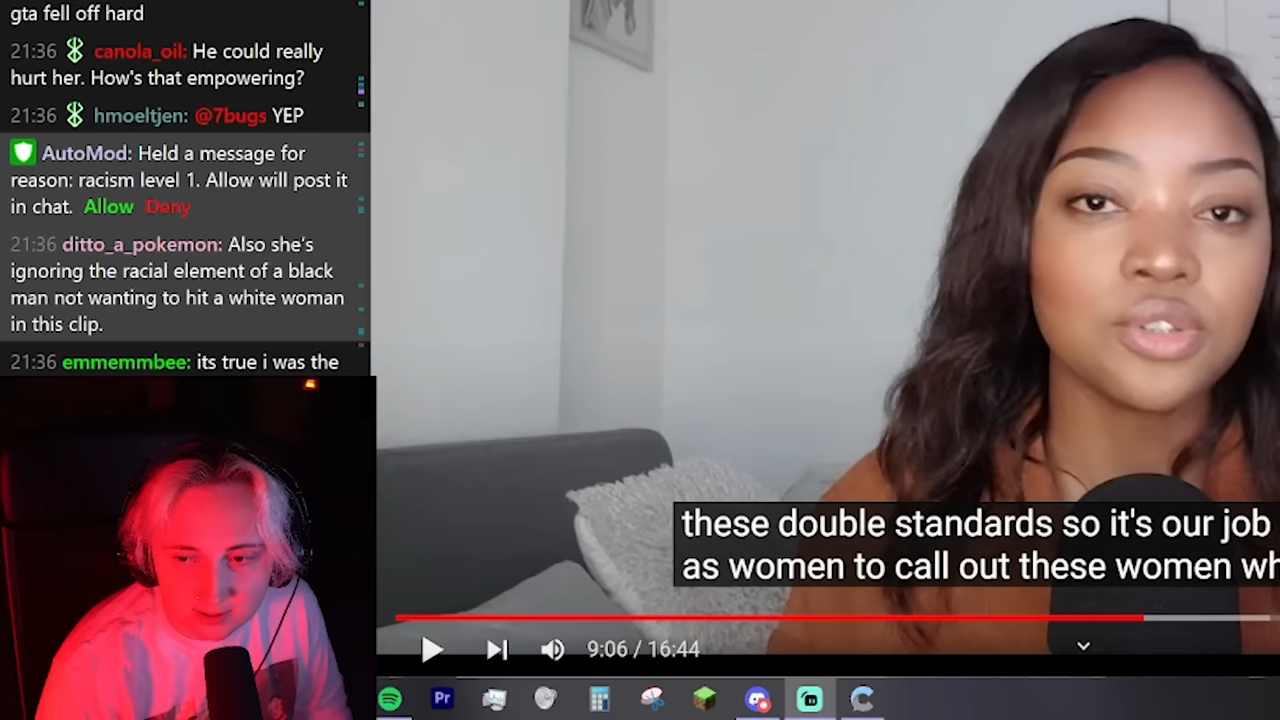 gta fell off hard
21:36 canola_oil: He could really
hurt her. How's that empowering?
21:36 hmoeltjen: @7bugs YEP
AutoMod: Held a message for
reason: racism level 1. Allow will post it
in chat. Allow Deny
21:36 ditto_a_pokemon: Also she's
ignoring the racial element of a black
man not wanting to hit a white woman
in this clip.
21:36 emmemmbee: its true i was the
these double standards so it's our job
as women to call out these women wh
9:06 / 16:44
Pr